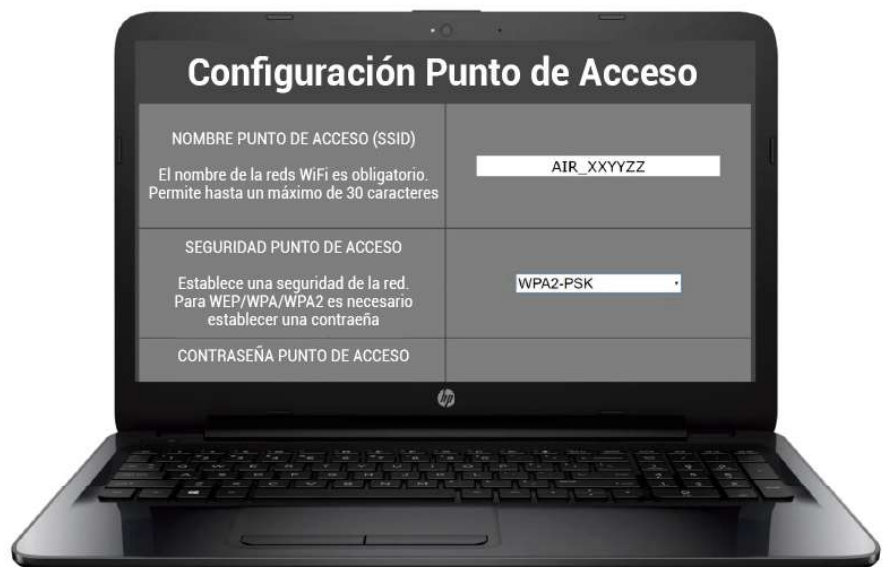 Configuración Punto de Acceso
NOMBRE PUNTO DE ACCESO (SSID)
El nombre de la reds WiFi es obligatorio.
Permite hasta un máximo de 30 caracteres
AIR_XXYYZZ
SEGURIDAD PUNTO DE ACCESO
Establece una seguridad de la red.
Para WEP/WPA/WPA2 es necesario
establecer una contraeña
WPA2-PSK
CONTRASEÑA PUNTO DE ACCESO
hp